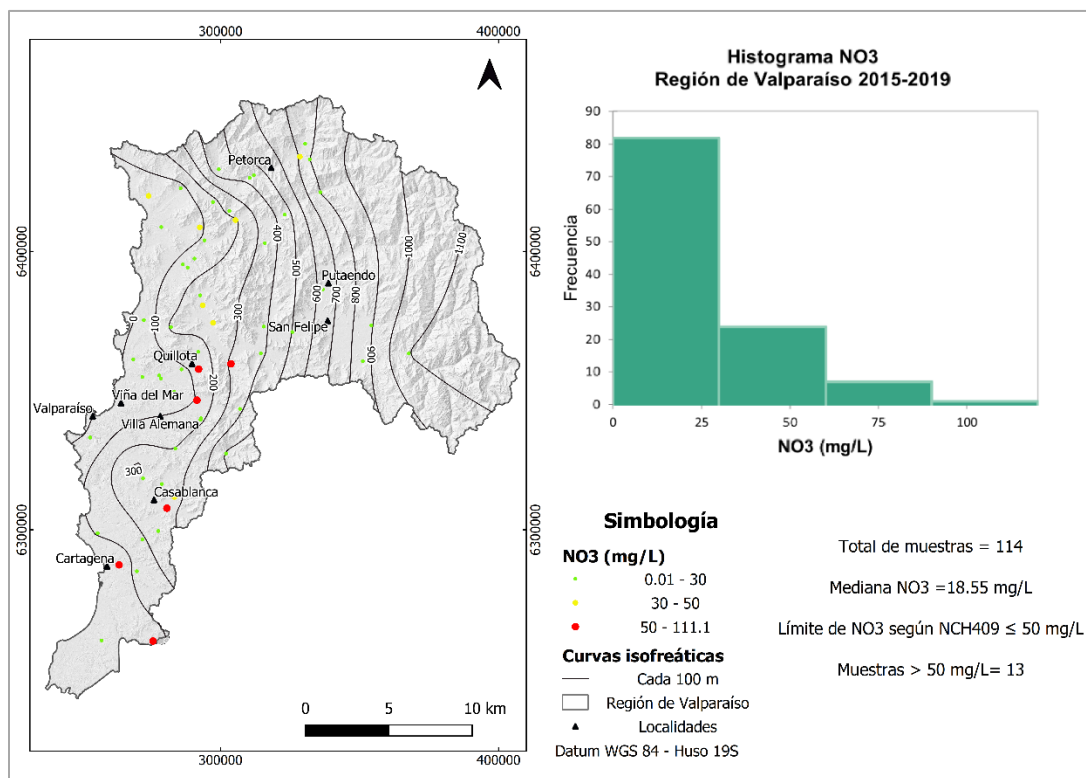 300000
400000
6400000
6400000
6300000
6300000
Petorca
400
500
1000
1100
Putaendo
600
700
800
300
0
100
San Felipe
900
Quillota
200
Viña del Mar
Valparaíso
Villa Alemana
300
Casablanca
Cartagena
0
5
10 km
300000
400000
Histograma NO3
Región de Valparaíso 2015-2019
90
80
70
60
50
40
30
20
10
0
Frecuencia
0
25
50
75
100
NO3 (mg/L)
Simbología
NO3 (mg/L)
0.01 - 30
30 - 50
50 - 111.1
Curvas isofreáticas
Cada 100 m
Región de Valparaíso
Localidades
Datum WGS 84 - Huso 19S
Total de muestras = 114
Mediana NO3 =18.55 mg/L
Límite de NO3 según NCH409 ≤ 50 mg/L
Muestras > 50 mg/L= 13